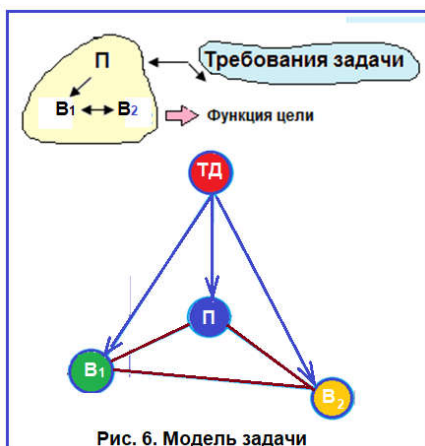 П
Требования задачи
В1 В2
Функция цели
ТД
П
В1
В2
Рис. 6. Модель задачи